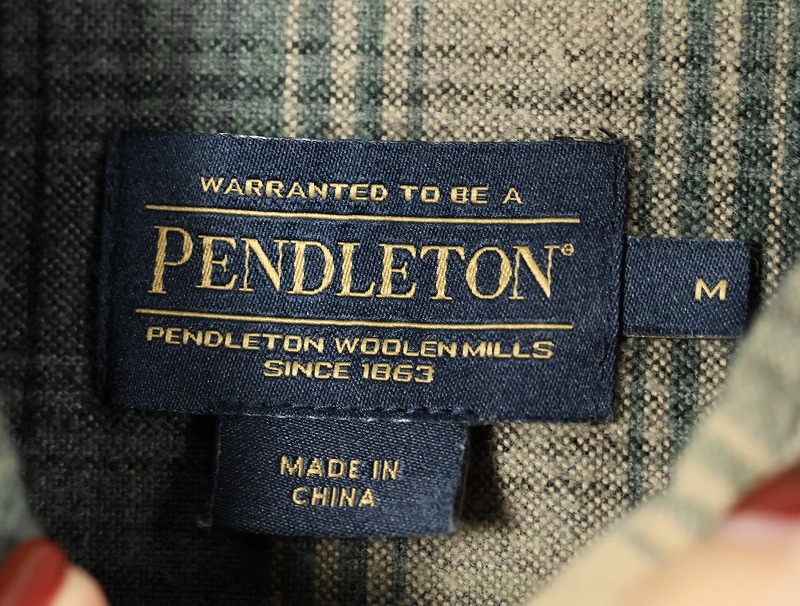 WARRANTED TO BE A
PENDLETON®
M
PENDLETON WOOLEN MILLS
SINCE 1863
MADE IN
CHINA